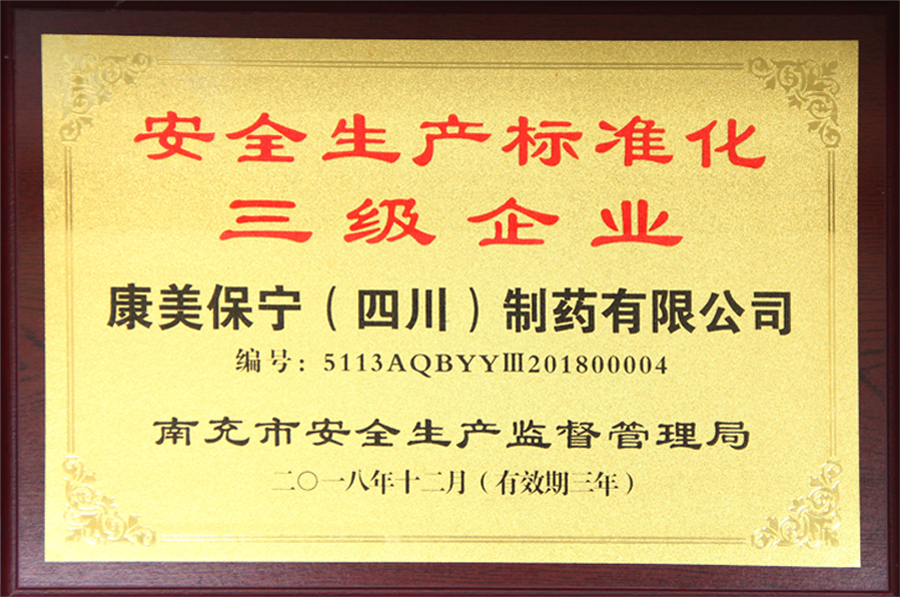 安全生产标准化
三级企业
康美保宁（四川）制药有限公司
编号：5113AQBYYⅢ201800004
南充市安全生产监督管理局
二〇一八年十二月（有效期三年）